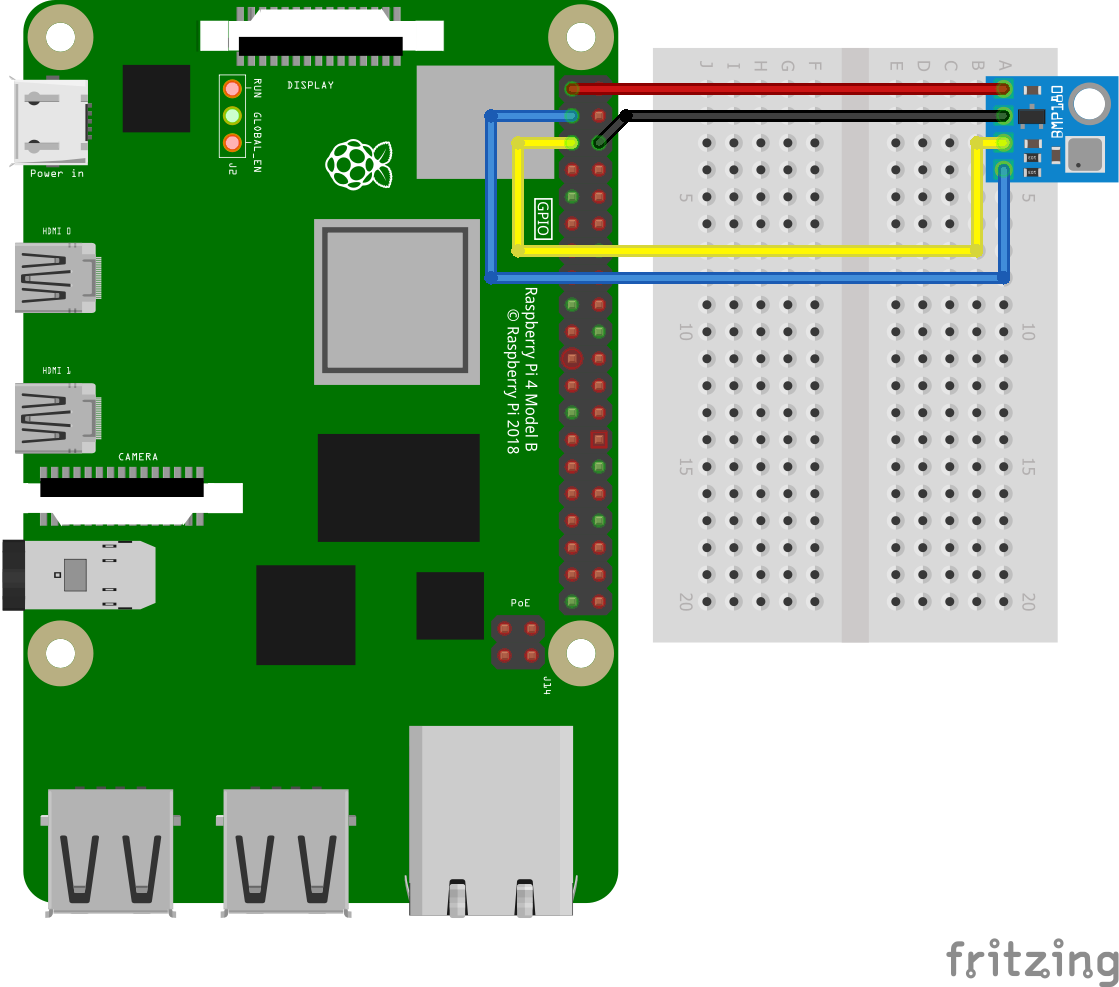 DISPLAY
RUN
GLOBAL_EN
J2
Power in
HDMI 0
HDMI 1
CAMERA
GPIO
Raspberry Pi 4 Model B
© Raspberry Pi 2018
PoE
J14
J I H G F
E D C B A
5
5
10
10
15
15
20
20
BMP180
fritzing